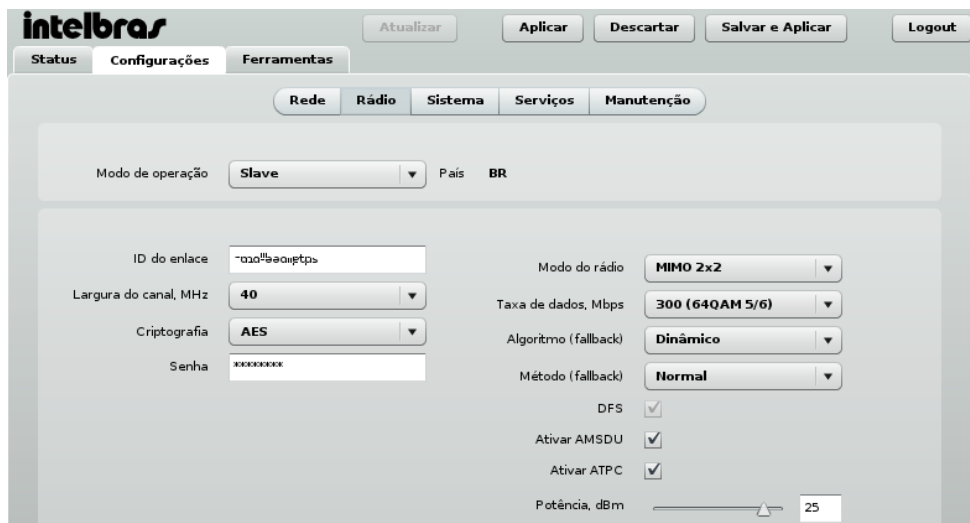 intelbras
Atualizar
Aplicar
Descartar
Salvar e Aplicar
Logout
Status
Configurações
Ferramentas
Rede
Rádio
Sistema
Serviços
Manutenção
Modo de operação
Slave
País
BR
ID do enlace
Largura do canal, MHz
40
Criptografia
AES
Senha
*********
Modo do rádio
MIMO 2x2
Taxa de dados, Mbps
300 (64QAM 5/6)
Algoritmo (fallback)
Dinâmico
Método (fallback)
Normal
DFS
Ativar AMSDU
Ativar ATPC
Potência, dBm
25